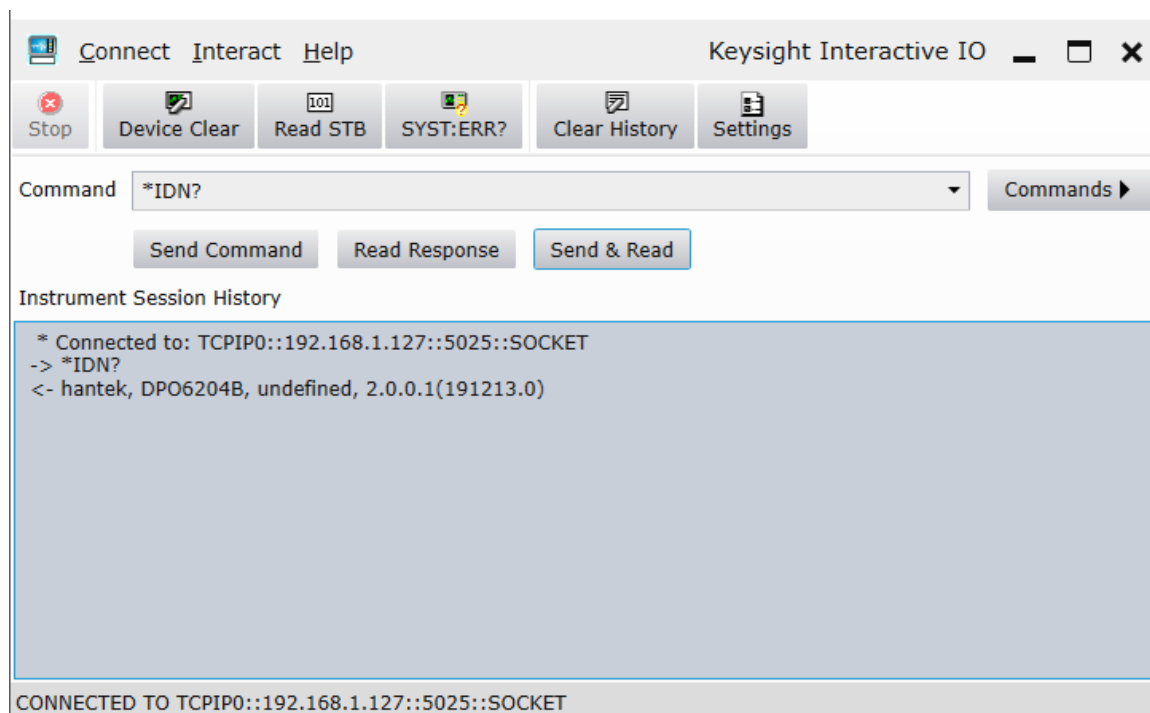 Connect Interact Help Keysight Interactive IO
Stop Device Clear 101 Read STB SYST:ERR? Clear History Settings
Command *IDN? Commands
Send Command Read Response Send & Read
Instrument Session History
* Connected to: TCPIP0::192.168.1.127::5025::SOCKET
-> *IDN?
<- hantek, DPO6204B, undefined, 2.0.0.1(191213.0)
CONNECTED TO TCPIP0::192.168.1.127::5025::SOCKET